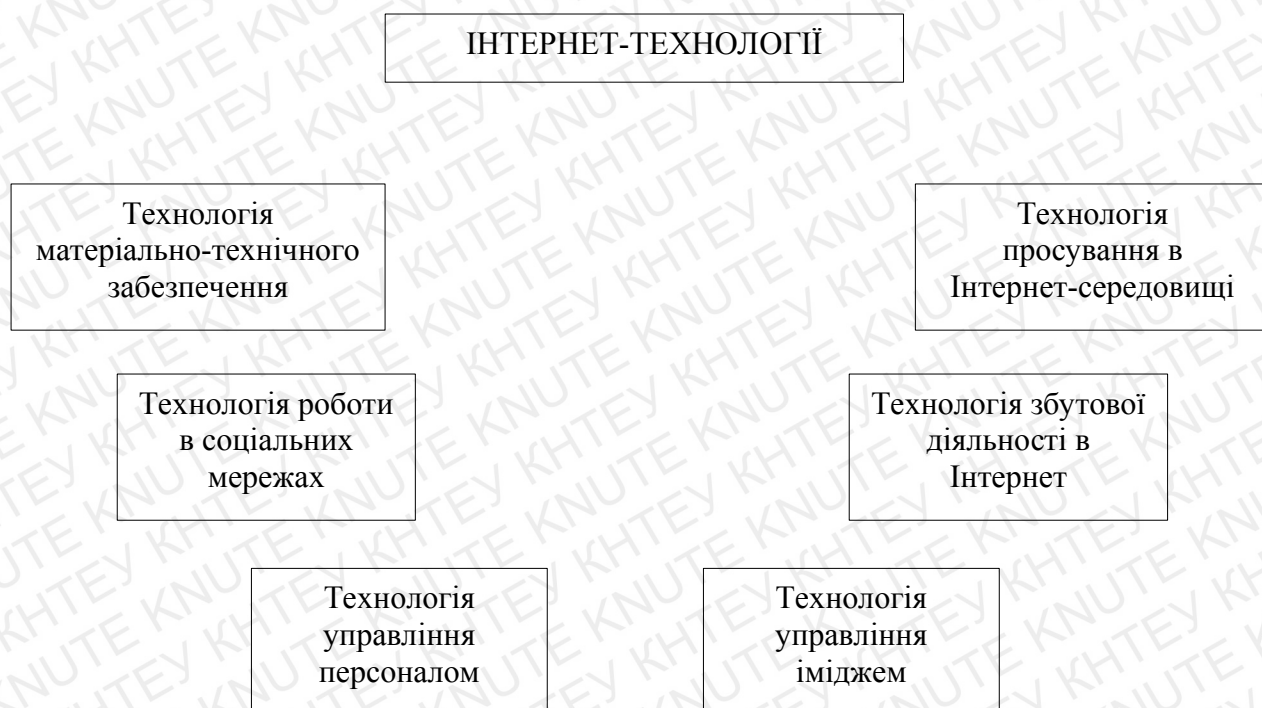 ІНТЕРНЕТ-ТЕХНОЛОГІЇ
Технологія
матеріально-технічного
забезпечення
Технологія
просування в
Інтернет-середовищі
Технологія роботи
в соціальних
мережах
Технологія збутової
діяльності в
Інтернет
Технологія
управління
персоналом
Технологія
управління
іміджем